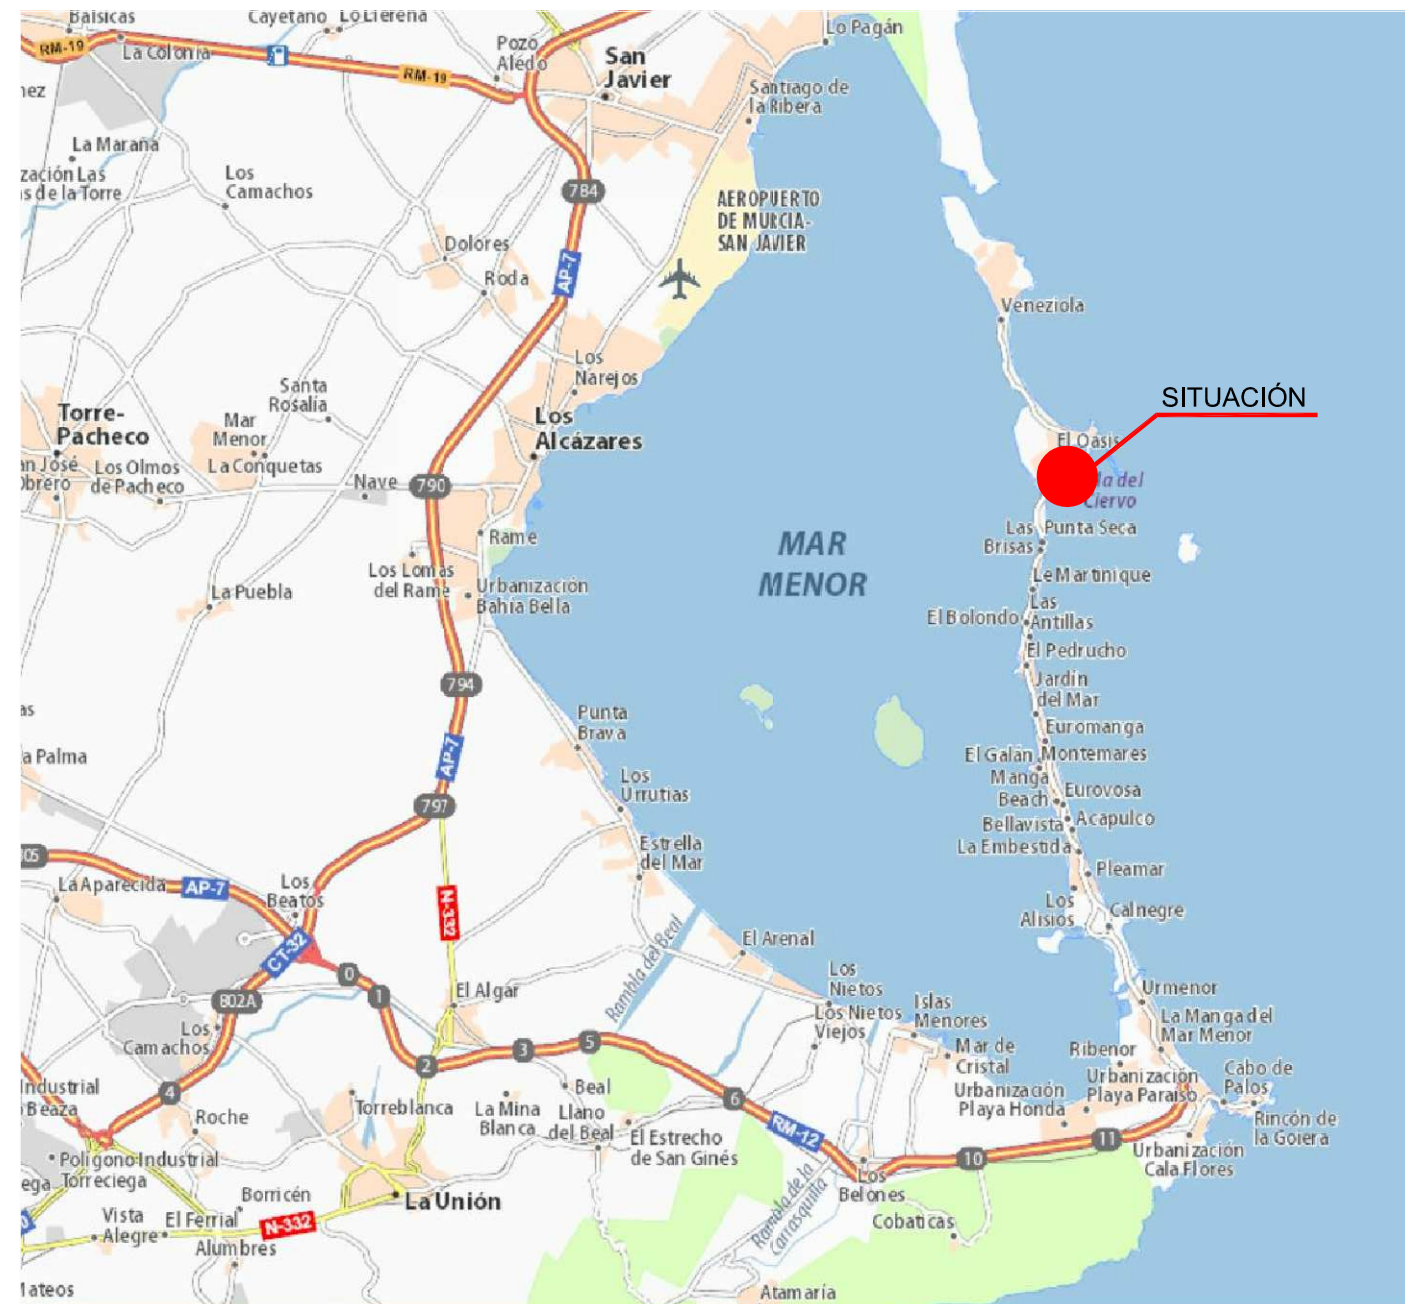 Balsicas
Cayetano
Lo Llerena
RM-19
La Colonia
Lo Pagán
Pozo
Aledo
San
Javier
RM-19
Santiago de
la Ribera
La Maraña
Los
Camachos
784
AEROPUERTO
DE MURCIA-
SAN JAVIER
Dolores
Roda
AP-7
Veneziola
Los
Narejos
Santa
Rosalía
SITUACIÓN
Torre-
Pacheco
Mar
Menor
Los
Alcázares
El Oasis
Los Olmos
de Pacheco
La Conquetas
Nave
790
Ciervo
Rame
Las
Brisas
Punta Seca
MAR
MENOR
Los Lomas
del Rame
Urbanización
Bahía Bella
La Puebla
Le Martinique
Las
Antillas
El Bolondo
El Pedrucho
794
Jardín
del Mar
Punta
Brava
Euromanga
AP-7
El Galán
Montemares
Los
Urrutias
Manga
Beach
Eurovosa
797
Bellavista
Acapulco
Estrella
del Mar
La Embestida
Pleamar
La Aparecida
AP-7
Los
Beatos
N-332
Los
Alisios
Calnegre
Rambla del Beal
El Arenal
CT-32
0
1
Los
Nietos
802A
El Algar
Los Nietos
Viejos
Islas
Menores
Urmenor
La Manga del
Mar Menor
Los
Camachos
2
3
5
Mar de
Cristal
Ribenor
Industrial
4
Beal
6
Urbanización
Playa Honda
Urbanización
Playa Paraiso
Cabo de
Palos
Roche
Torreblanca
La Mina
Blanca
Llano
del Beal
El Estrecho
de San Ginés
RM-12
10
11
Rincón de
la Goiera
Poligono Industrial
Torreciega
Urbanización
Cala Flores
Los
Belones
La Unión
Rambla de la
Carrasquilla
Borricén
Vista
Alegre
El Ferrial
N-332
Cobaticas
Alumbres
Atamaría